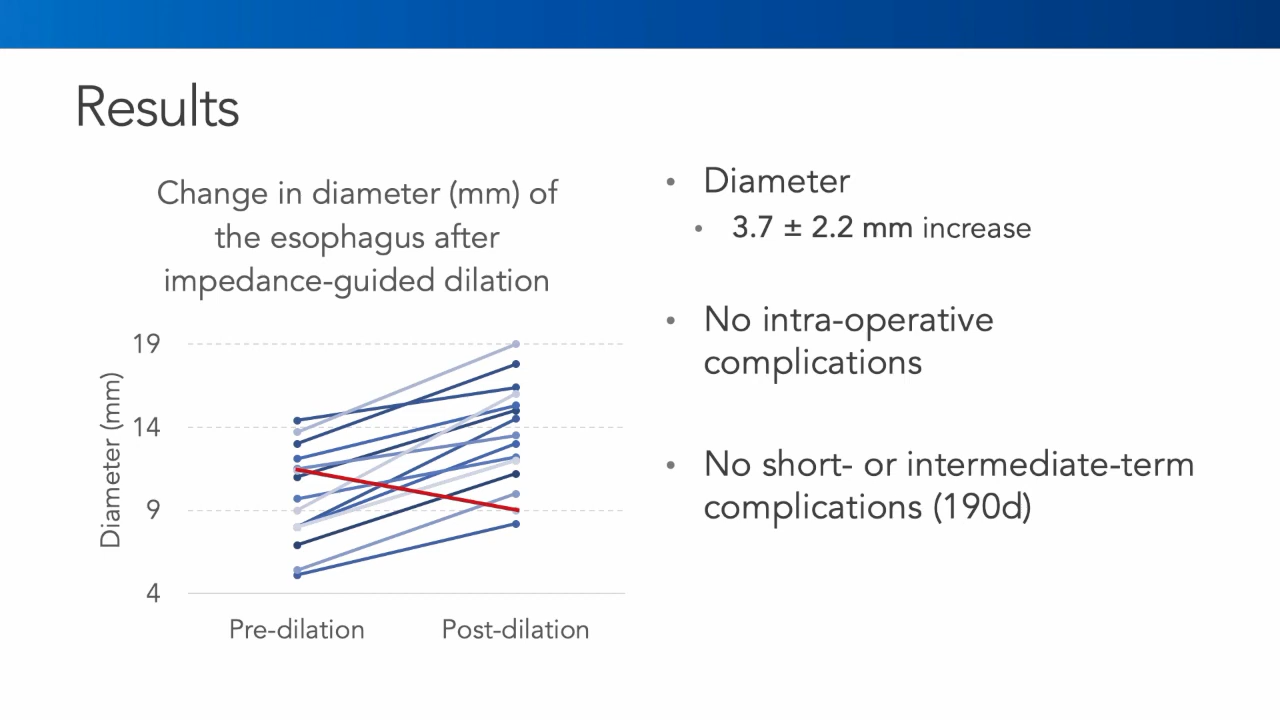 Results
Change in diameter (mm) of
the esophagus after
impedance-guided dilation
19
14
9
4
Diameter (mm)
Pre-dilation
Post-dilation
• Diameter
• 3.7 ± 2.2 mm increase
• No intra-operative
complications
• No short- or intermediate-term
complications (190d)